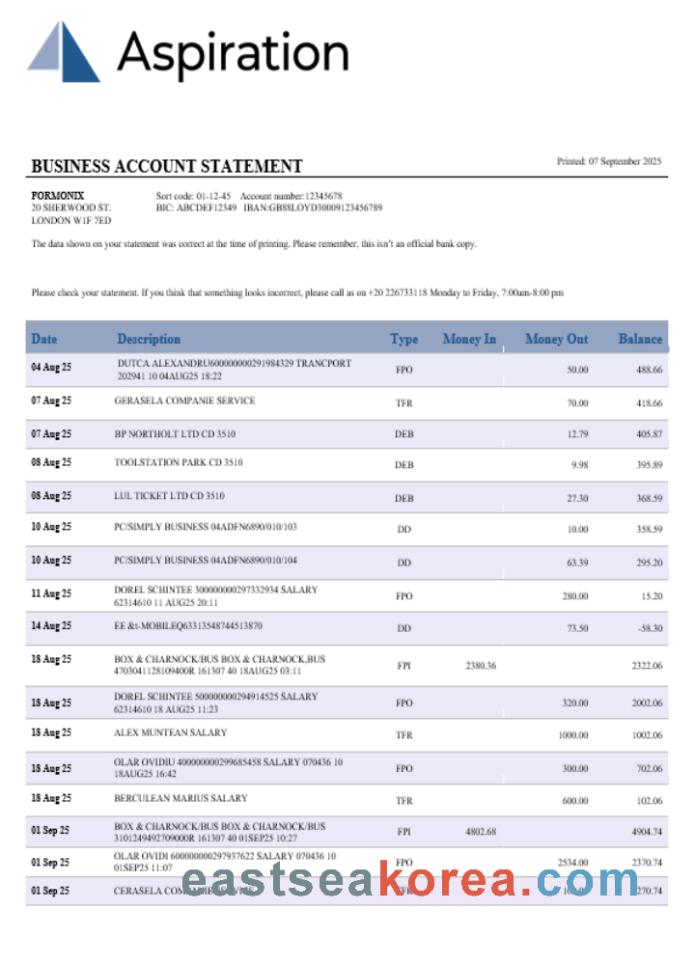 Aspiration
BUSINESS ACCOUNT STATEMENT
Printed: 07 September 2025
FORMONIX
20 SHERWOOD ST.
LONDON W1F 7ED
Sort code: 01-12-45 Account number:12345678
BIC: ABCDEF12349 IBAN:GB88LOYD30009123456789
The data shown on your statement was correct at the time of printing. Please remember, this isn't an official bank copy.
Please check your statement. If you think that something looks incorrect, please call as on +20 226733118 Monday to Friday, 7:00am-8:00 pm
Date Description Type Money In Money Out Balance
04 Aug 25 DUTCA ALEXANDRU600000000291984329 TRANCPORT
202941 10 04AUG25 18:22 FPO 50.00 488.66
07 Aug 25 GERASELA COMPANIE SERVICE TFR 70.00 418.66
07 Aug 25 BP NORTHOLT LTD CD 3510 DEB 12.79 405.87
08 Aug 25 TOOLSTATION PARK CD 3510 DEB 9.98 395.89
08 Aug 25 LUL TICKET LTD CD 3510 DEB 27.30 368.59
10 Aug 25 PC/SIMPLY BUSINESS 04ADFN6890/010/103 DD 10.00 358.59
10 Aug 25 PC/SIMPLY BUSINESS 04ADFN6890/010/104 DD 63.39 295.20
11 Aug 25 DOREL SCHINTEE 300000000297332934 SALARY
62314610 11 AUG25 20:11 FPO 280.00 15.20
14 Aug 25 EE &t-MOBILEQ63313548744513870 DD 73.50 -58.30
18 Aug 25 BOX & CHARNOCK/BUS BOX & CHARNOCK,BUS
4703041128109400R 161307 40 18AUG25 03:11 FPI 2380.36 2322.06
18 Aug 25 DOREL SCHINTEE 500000000294914525 SALARY
62314610 18 AUG25 11:23 FPO 320.00 2002.06
18 Aug 25 ALEX MUNTEAN SALARY TFR 1000.00 1002.06
18 Aug 25 OLAR OVIDIU 400000000299685458 SALARY 070436 10
18AUG25 16:42 FPO 300.00 702.06
18 Aug 25 BERCULEAN MARIUS SALARY TFR 600.00 102.06
01 Sep 25 BOX & CHARNOCK/BUS BOX & CHARNOCK/BUS
3101249492709000R 161307 40 01SEP25 10:27 FPI 4802.68 4904.74
01 Sep 25 OLAR OVIDI 600000000297937622 SALARY 070436 10
01SEP25 11:07 FPO 2534.00 2370.74
01 Sep 25 CERASELA
eastseakorea.com